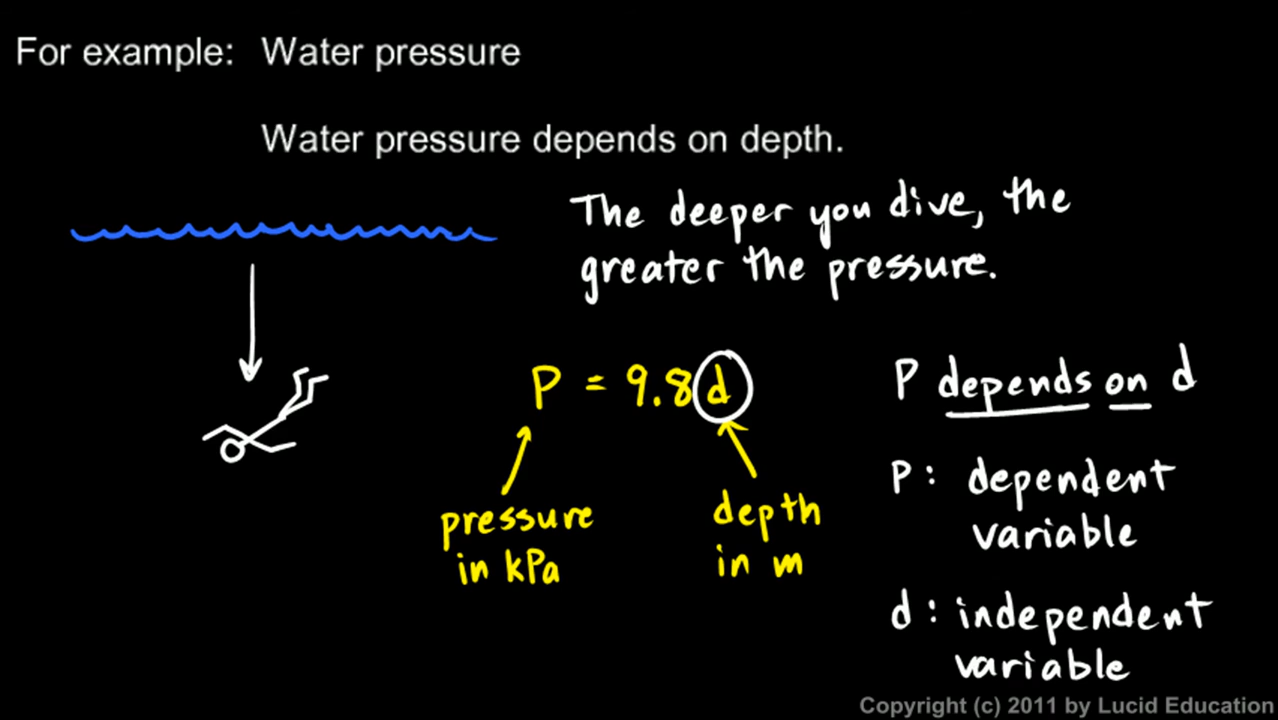 For example: Water pressure
Water pressure depends on depth.
The deeper you dive, the
greater the pressure.
P = 9.8d
pressure
in kPa
depth
in m
P depends on d
P: dependent
variable
d: independent
variable
Copyright (c) 2011 by Lucid Education